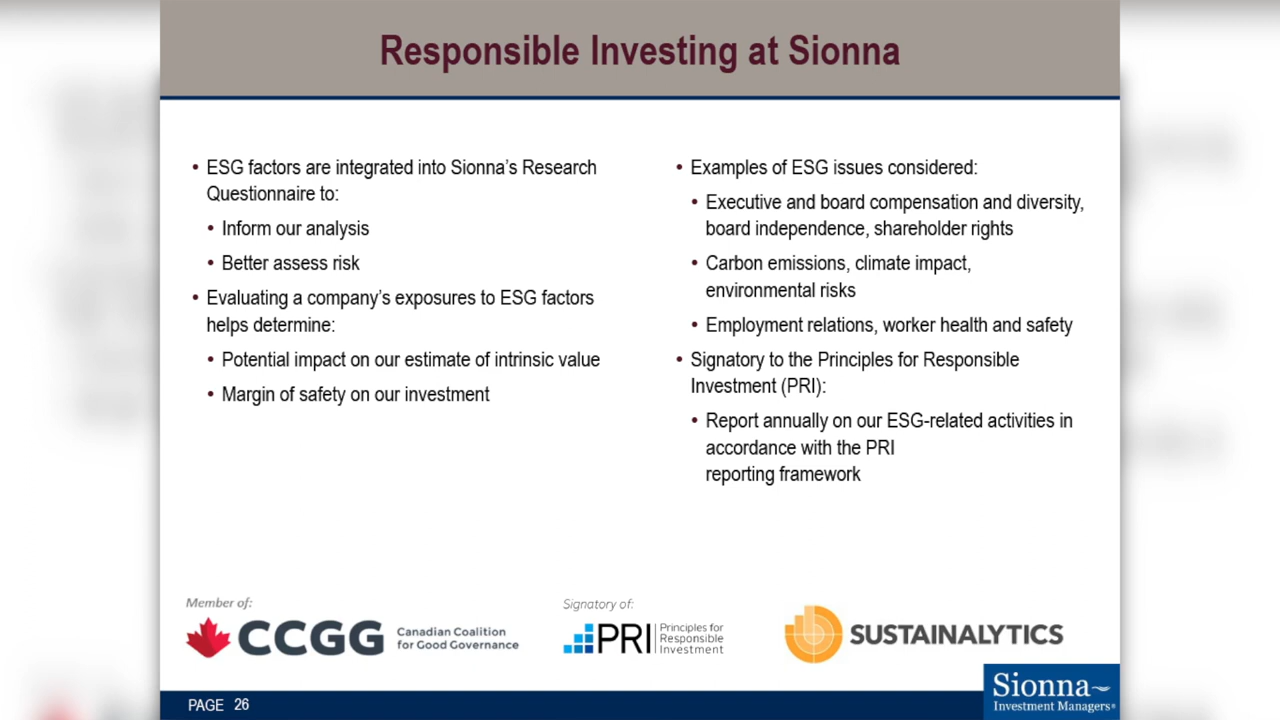 Responsible Investing at Sionna
• ESG factors are integrated into Sionna's Research
Questionnaire to:
• Inform our analysis
• Better assess risk
• Evaluating a company's exposures to ESG factors
helps determine:
• Potential impact on our estimate of intrinsic value
• Margin of safety on our investment
• Examples of ESG issues considered:
• Executive and board compensation and diversity,
board independence, shareholder rights
• Carbon emissions, climate impact,
environmental risks
• Employment relations, worker health and safety
• Signatory to the Principles for Responsible
Investment (PRI):
• Report annually on our ESG-related activities in
accordance with the PRI
reporting framework
Member of:
CCGG
Canadian Coalition
for Good Governance
Signatory of:
PRI
Principles for
Responsible
Investment
SUSTAINALYTICS
PAGE 26
Sionna
Investment Managers®